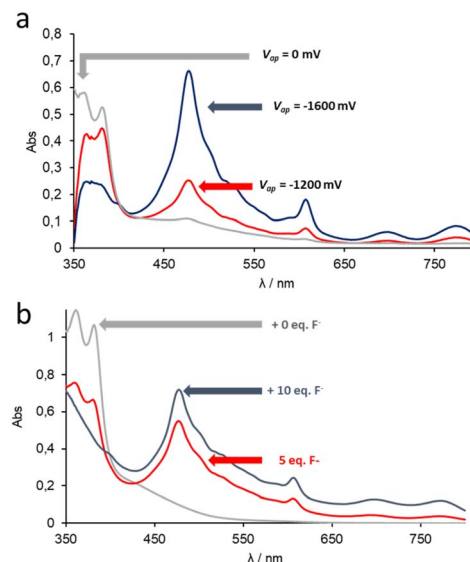 a
V_ap = 0 mV
V_ap = -1600 mV
V_ap = -1200 mV
Abs
0,8
0,7
0,6
0,5
0,4
0,3
0,2
0,1
0
350 450 550 650 750
λ / nm
b
+ 0 eq. F⁻
+ 10 eq. F⁻
5 eq. F-
Abs
1
0,8
0,6
0,4
0,2
0
350 450 550 650 750
λ / nm